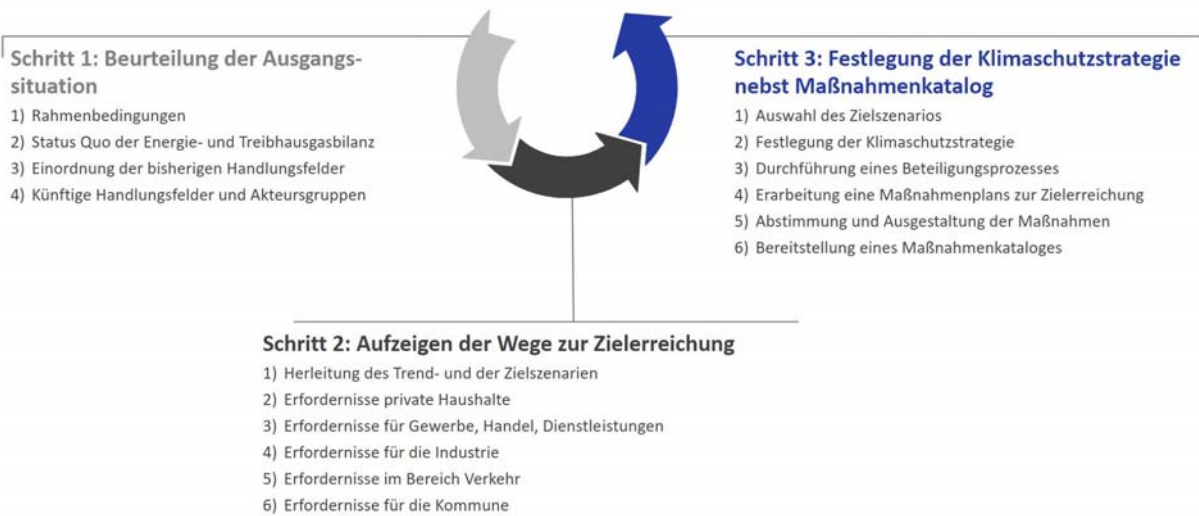 Schritt 1: Beurteilung der Ausgangs-
situation
1) Rahmenbedingungen
2) Status Quo der Energie- und Treibhausgasbilanz
3) Einordnung der bisherigen Handlungsfelder
4) Künftige Handlungsfelder und Akteursgruppen
Schritt 2: Aufzeigen der Wege zur Zielerreichung
1) Herleitung des Trend- und der Zielszenarien
2) Erfordernisse private Haushalte
3) Erfordernisse für Gewerbe, Handel, Dienstleistungen
4) Erfordernisse für die Industrie
5) Erfordernisse im Bereich Verkehr
6) Erfordernisse für die Kommune
Schritt 3: Festlegung der Klimaschutzstrategie
nebst Maßnahmenkatalog
1) Auswahl des Zielszenarios
2) Festlegung der Klimaschutzstrategie
3) Durchführung eines Beteiligungsprozesses
4) Erarbeitung eine Maßnahmenplans zur Zielerreichung
5) Abstimmung und Ausgestaltung der Maßnahmen
6) Bereitstellung eines Maßnahmenkataloges